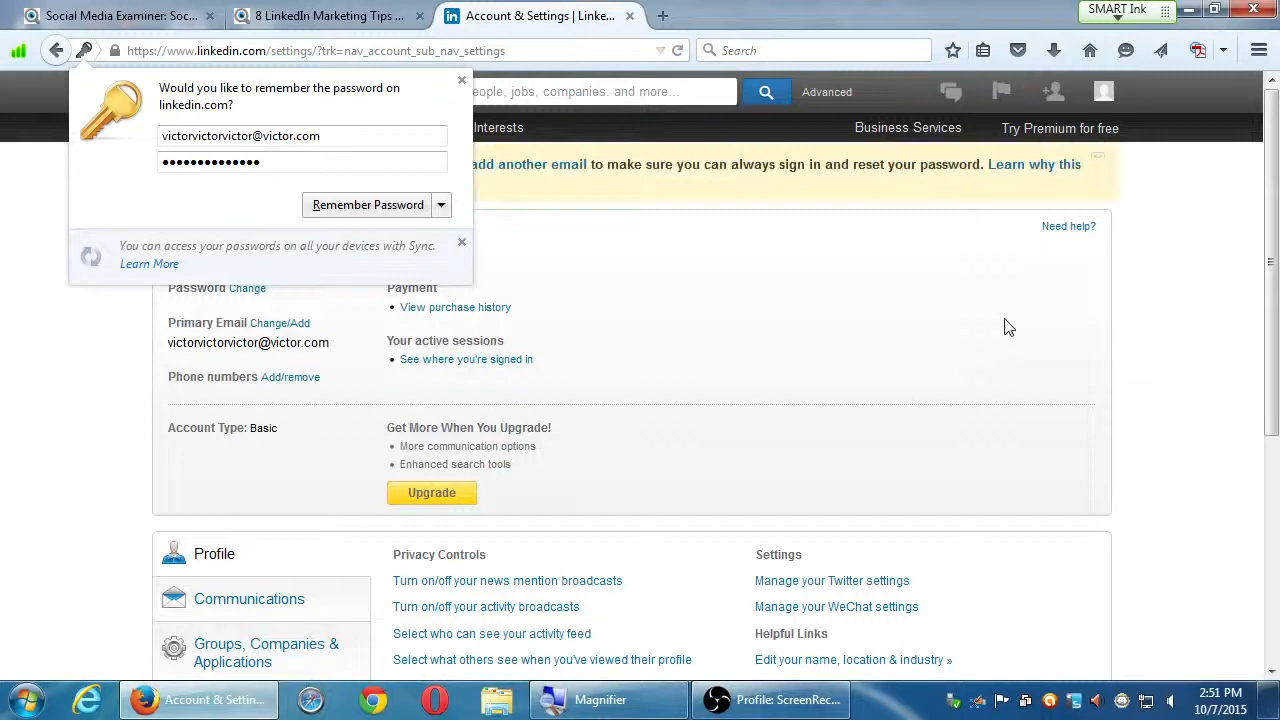 Social Media Examiner: Soc...
8 LinkedIn Marketing Tips ...
Account & Settings | Linke...
SMART Ink
https://www.linkedin.com/settings/?trk=nav_account_sub_nav_settings
Search
Would you like to remember the password on
linkedin.com?
victorvictorvictor@victor.com
●●●●●●●●●●●●●●
Remember Password
You can access your passwords on all your devices with Sync.
Learn More
eople, jobs, companies, and more...
Advanced
Interests
Business Services
Try Premium for free
add another email to make sure you can always sign in and reset your password. Learn why this
Need help?
Password Change
Payment
View purchase history
Primary Email Change/Add
victorvictorvictor@victor.com
Your active sessions
See where you're signed in
Phone numbers Add/remove
Account Type: Basic
Get More When You Upgrade!
More communication options
Enhanced search tools
Upgrade
Profile
Communications
Groups, Companies &
Applications
Privacy Controls
Turn on/off your news mention broadcasts
Turn on/off your activity broadcasts
Select who can see your activity feed
Select what others see when you've viewed their profile
Settings
Manage your Twitter settings
Manage your WeChat settings
Helpful Links
Edit your name, location & industry »
Account & Settin...
Magnifier
Profile: ScreenRec...
2:51 PM
10/7/2015